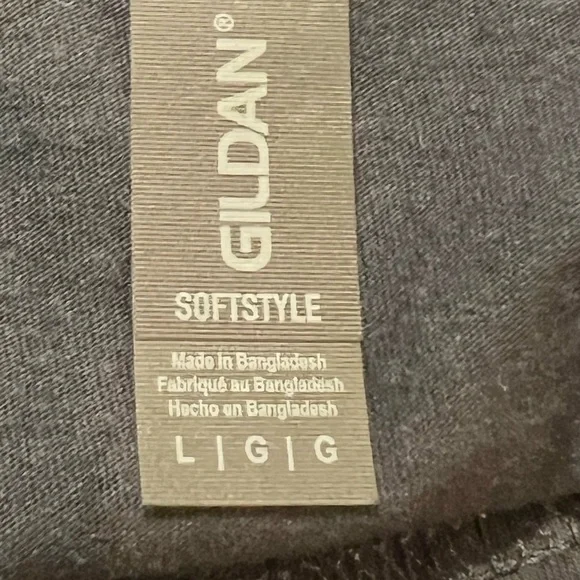 GILDAN®
SOFTSTYLE
Made in Bangladesh
Fabriqué au Bangladesh
Hecho en Bangladesh
L | G | G